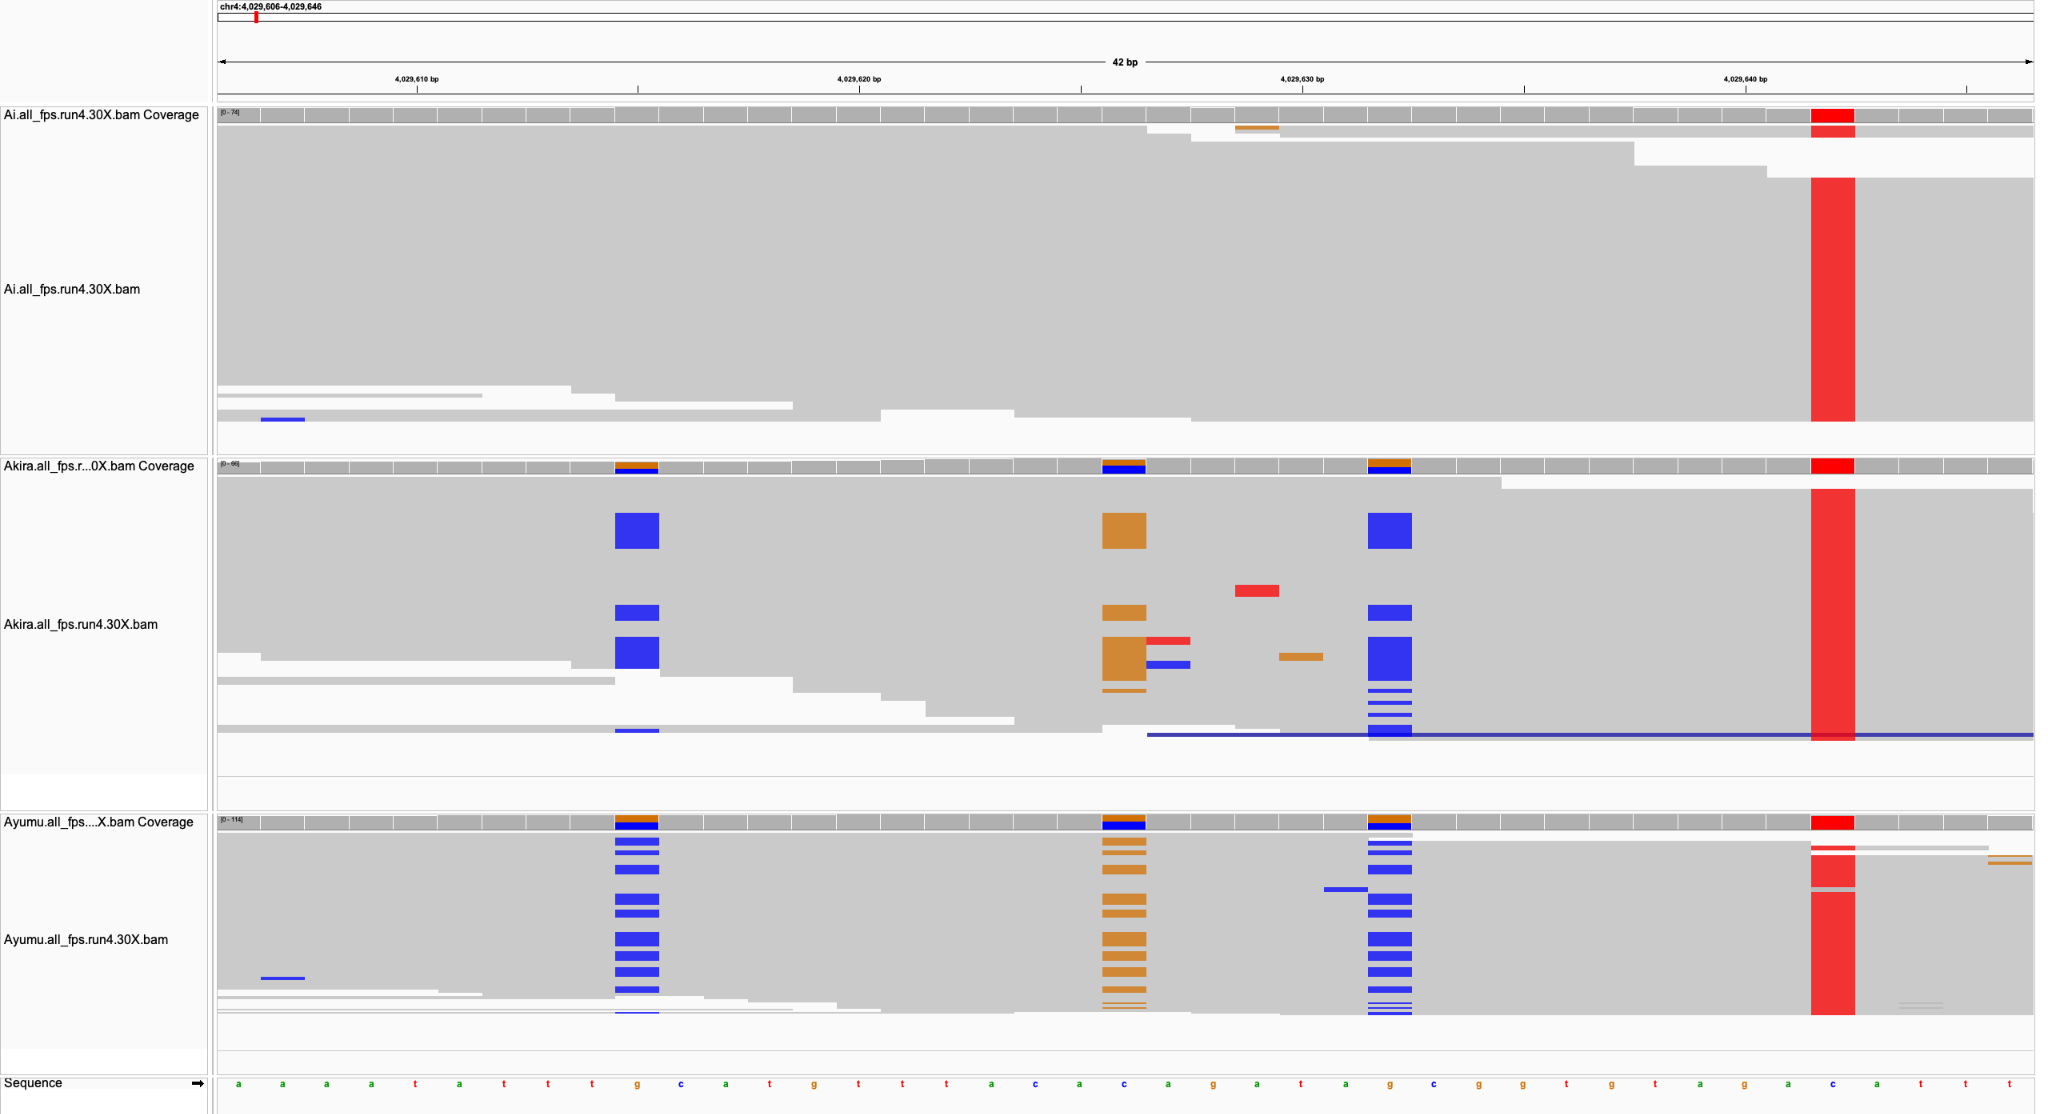 chr4:4,029,606-4,029,646
42 bp
4,029,610 bp 4,029,620 bp 4,029,630 bp 4,029,640 bp
Ai.all_fps.run4.30X.bam Coverage
[0 - 74]
Ai.all_fps.run4.30X.bam
Akira.all_fps.r...0X.bam Coverage
[0 - 66]
Akira.all_fps.run4.30X.bam
Ayumu.all_fps....X.bam Coverage
[0 - 114]
Ayumu.all_fps.run4.30X.bam
Sequence a a a a t a t t t g c a t g t t t a c a c a g a t a g c g g t g t a g a c a t t t